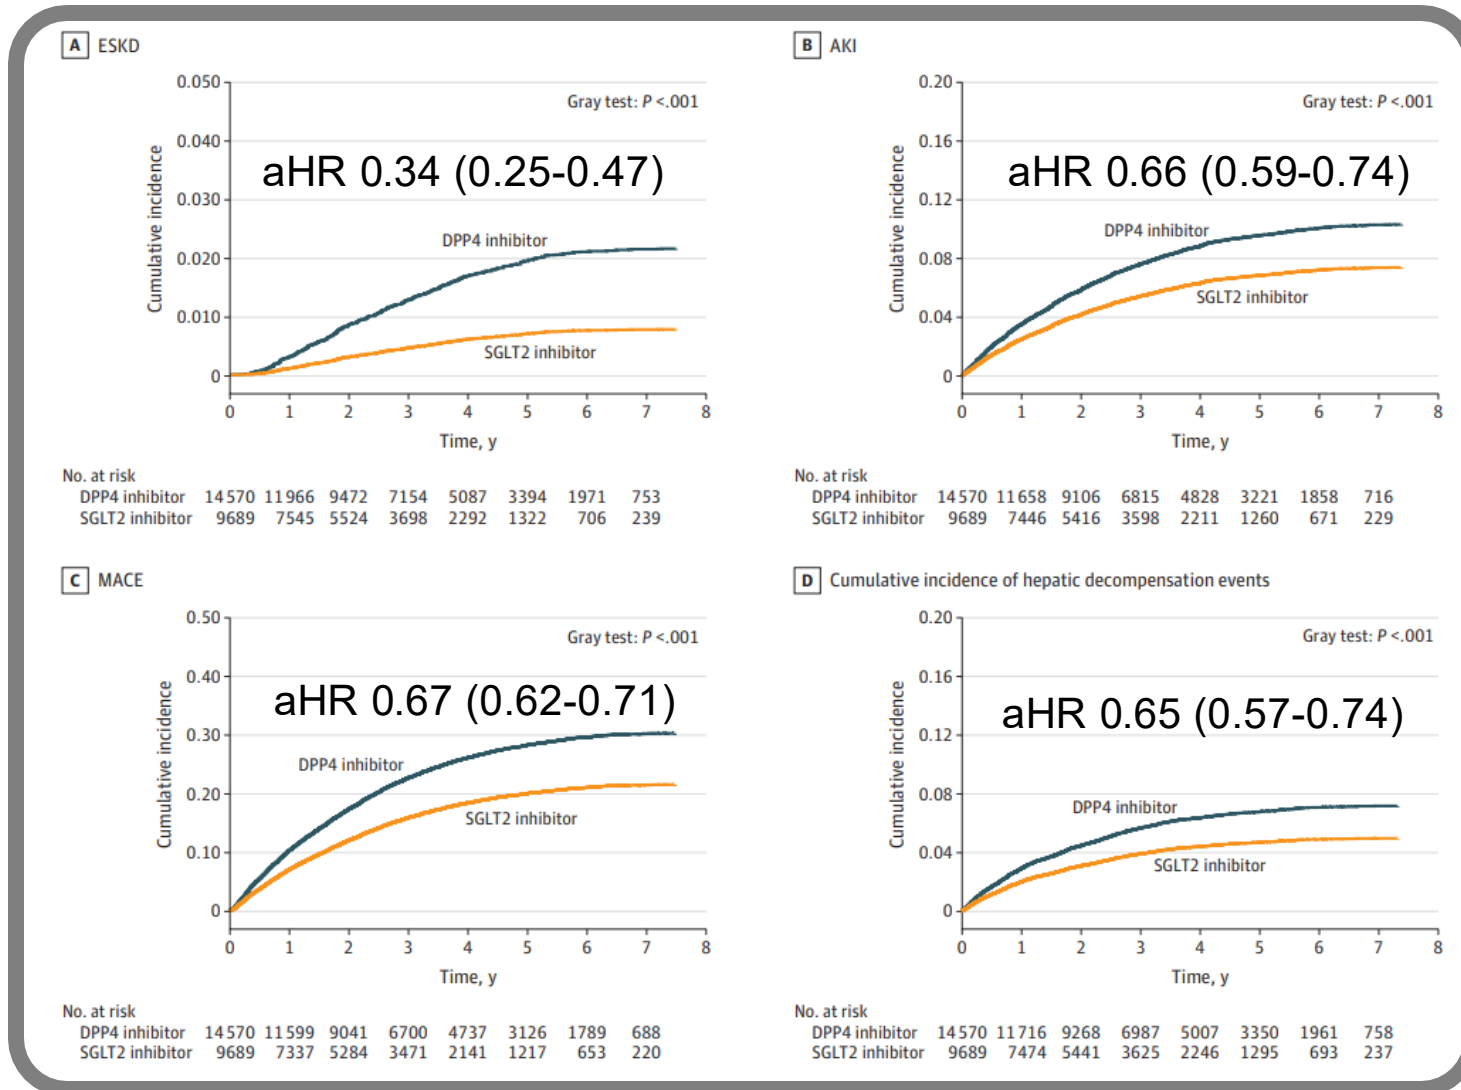 A ESKD
0.050
0.040
0.030
0.020
0.010
0
Cumulative incidence
Gray test: P <.001
aHR 0.34 (0.25-0.47)
DPP4 inhibitor
SGLT2 inhibitor
0 1 2 3 4 5 6 7 8
Time, y
No. at risk
DPP4 inhibitor 14570 11966 9472 7154 5087 3394 1971 753
SGLT2 inhibitor 9689 7545 5524 3698 2292 1322 706 239
B AKI
0.20
0.16
0.12
0.08
0.04
0
Cumulative incidence
Gray test: P <.001
aHR 0.66 (0.59-0.74)
DPP4 inhibitor
SGLT2 inhibitor
0 1 2 3 4 5 6 7 8
Time, y
No. at risk
DPP4 inhibitor 14570 11658 9106 6815 4828 3221 1858 716
SGLT2 inhibitor 9689 7446 5416 3598 2211 1260 671 229
C MACE
0.50
0.40
0.30
0.20
0.10
0
Cumulative incidence
Gray test: P <.001
aHR 0.67 (0.62-0.71)
DPP4 inhibitor
SGLT2 inhibitor
0 1 2 3 4 5 6 7 8
Time, y
No. at risk
DPP4 inhibitor 14570 11599 9041 6700 4737 3126 1789 688
SGLT2 inhibitor 9689 7337 5284 3471 2141 1217 653 220
D Cumulative incidence of hepatic decompensation events
0.20
0.16
0.12
0.08
0.04
0
Cumulative incidence
Gray test: P <.001
aHR 0.65 (0.57-0.74)
DPP4 inhibitor
SGLT2 inhibitor
0 1 2 3 4 5 6 7 8
Time, y
No. at risk
DPP4 inhibitor 14570 11716 9268 6987 5007 3350 1961 758
SGLT2 inhibitor 9689 7474 5441 3625 2246 1295 693 237